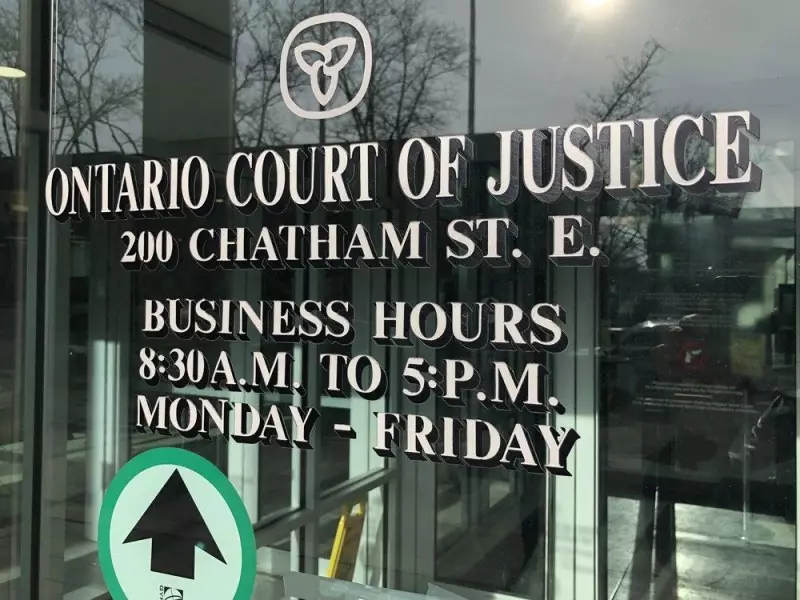 ONTARIO COURT OF JUSTICE
200 CHATHAM ST. E.
BUSINESS HOURS
8:30 A.M. TO 5:P.M.
MONDAY - FRIDAY